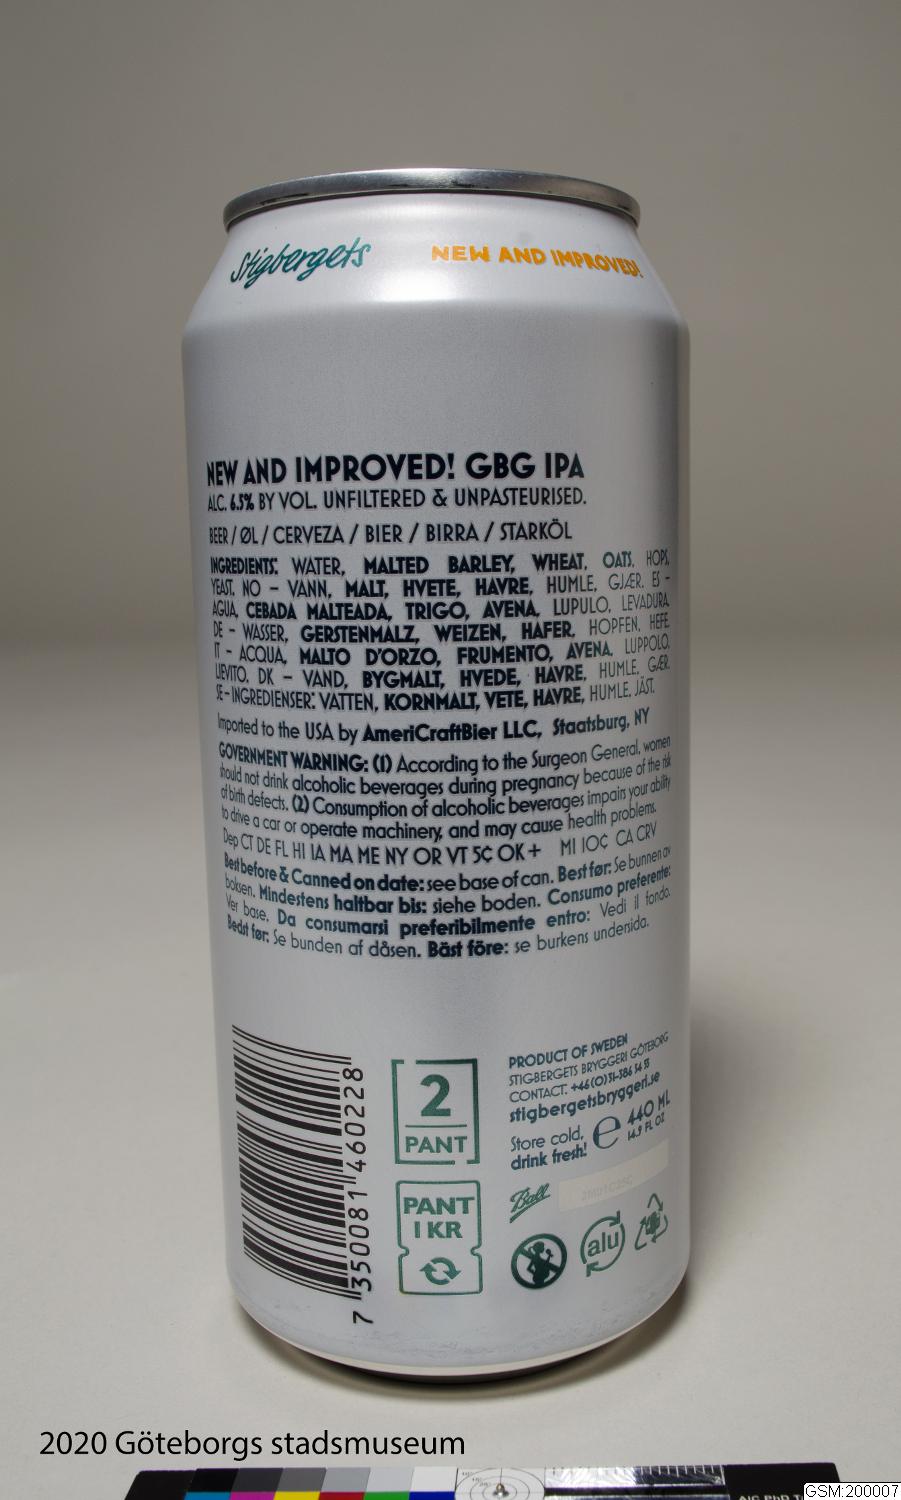 Stigbergets NEW AND IMPROVED!
NEW AND IMPROVED! GBG IPA
ALC. 6.5% BY VOL. UNFILTERED & UNPASTEURISED.
BEER / ØL / CERVEZA / BIER / BIRRA / STARKÖL
INGREDIENTS: WATER, MALTED BARLEY, WHEAT, OATS, HOPS,
YEAST. NO – VANN, MALT, HVETE, HAVRE, HUMLE, GJÆR. ES –
AGUA, CEBADA MALTEADA, TRIGO, AVENA, LUPULO, LEVADURA.
DE – WASSER, GERSTENMALZ, WEIZEN, HAFER, HOPFEN, HEFE.
IT – ACQUA, MALTO D'ORZO, FRUMENTO, AVENA, LUPPOLO,
LIEVITO. DK – VAND, BYGMALT, HVEDE, HAVRE, HUMLE, GÆR.
SE – INGREDIENSER: VATTEN, KORNMALT, VETE, HAVRE, HUMLE, JÄST.
Imported to the USA by AmeriCraftBier LLC, Staatsburg, NY
GOVERNMENT WARNING: (1) According to the Surgeon General, women
should not drink alcoholic beverages during pregnancy because of the risk
of birth defects. (2) Consumption of alcoholic beverages impairs your ability
to drive a car or operate machinery, and may cause health problems.
Dep CT DE FL HI IA MA ME NY OR VT 5¢ OK + MI 10¢ CA CRV
Best before & Canned on date: see base of can. Best før: Se bunnen av
boksen. Mindestens haltbar bis: siehe boden. Consumo preferente:
Ver base. Da consumarsi preferibilmente entro: Vedi il fondo.
Bedst før: Se bunden af dåsen. Bäst före: se burkens undersida.
7 350081 460228
2
PANT
PANT
1 KR
PRODUCT OF SWEDEN
STIGBERGETS BRYGGERI GÖTEBORG
CONTACT: +46 (0) 31-386 34 33
stigbergetsbryggeri.se
Store cold,
drink fresh!
e 440 ML
14.9 FL OZ
Ball
alu
2020 Göteborgs stadsmuseum
GSM:200007